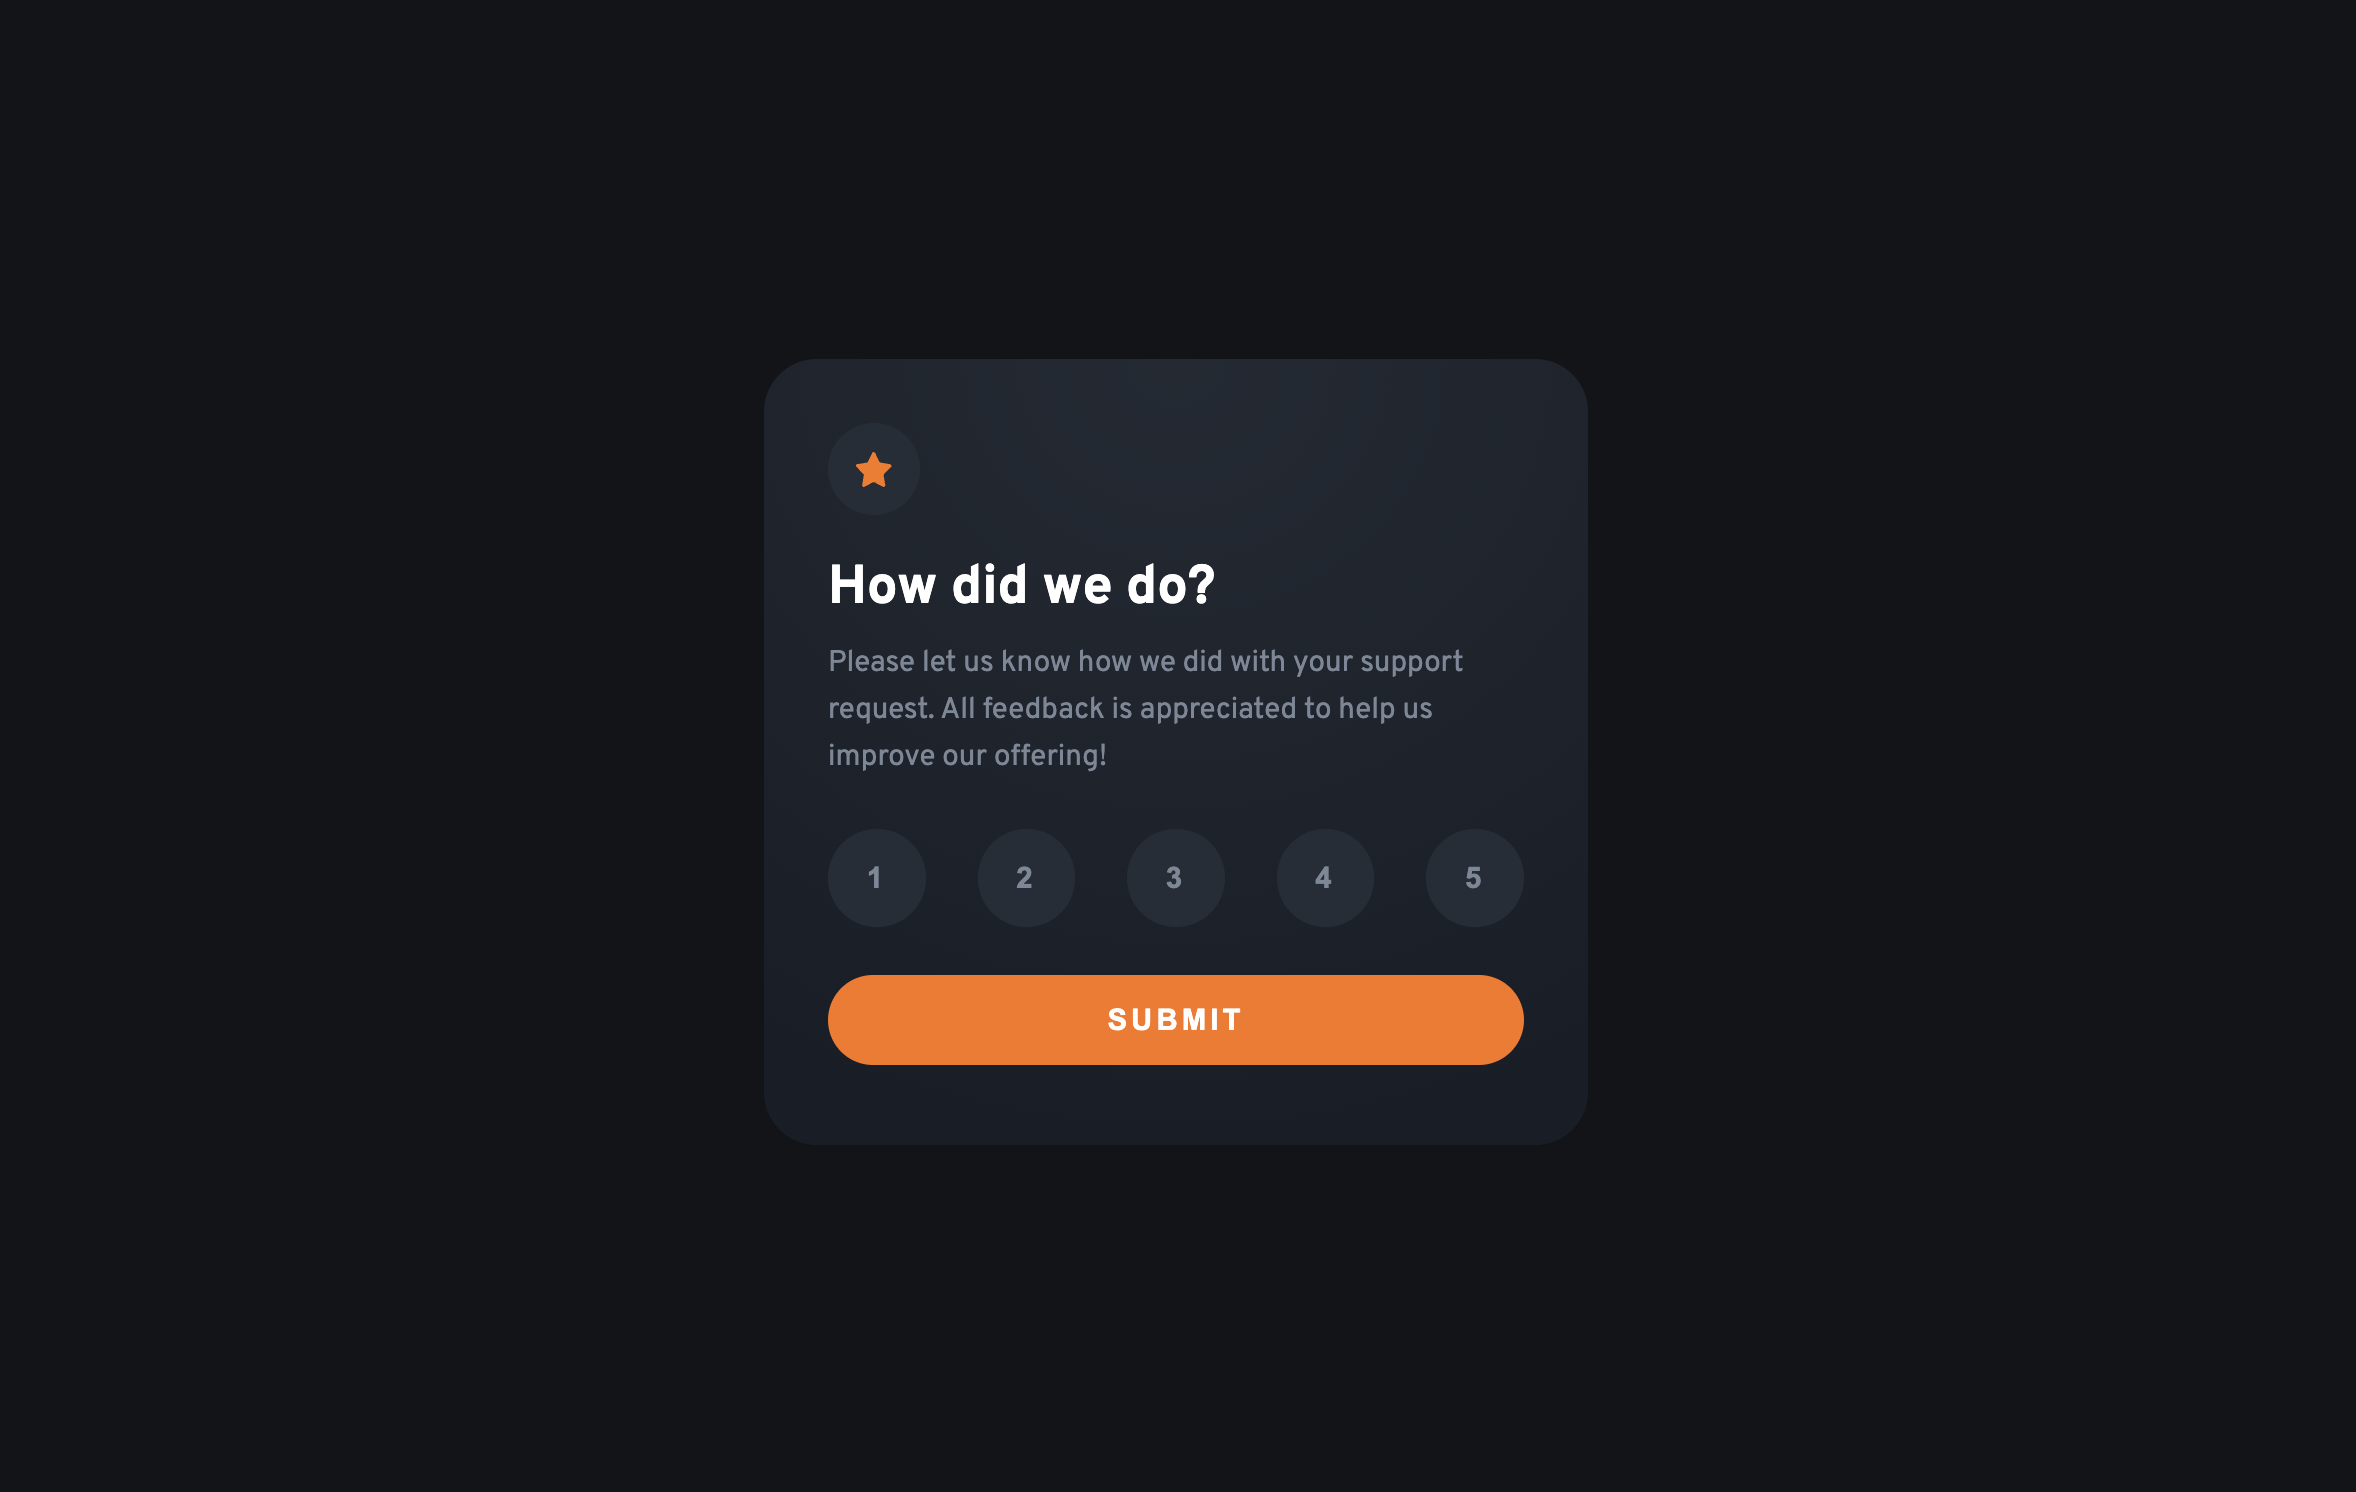 How did we do?
Please let us know how we did with your support
request. All feedback is appreciated to help us
improve our offering!
1 2 3 4 5
SUBMIT